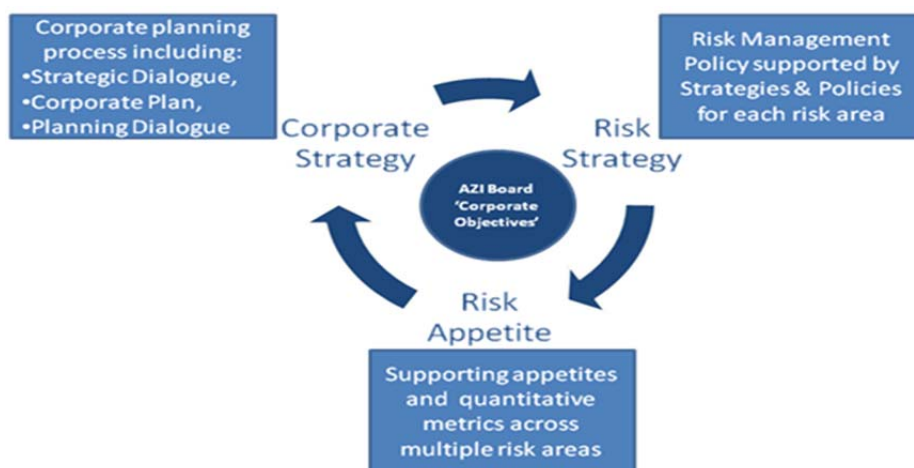 Corporate planning
process including:
•Strategic Dialogue,
•Corporate Plan,
•Planning Dialogue
Corporate
Strategy
Risk Management
Policy supported by
Strategies & Policies
for each risk area
Risk
Strategy
AZI Board
‘Corporate
Objectives’
Risk
Appetite
Supporting appetites
and quantitative
metrics across
multiple risk areas